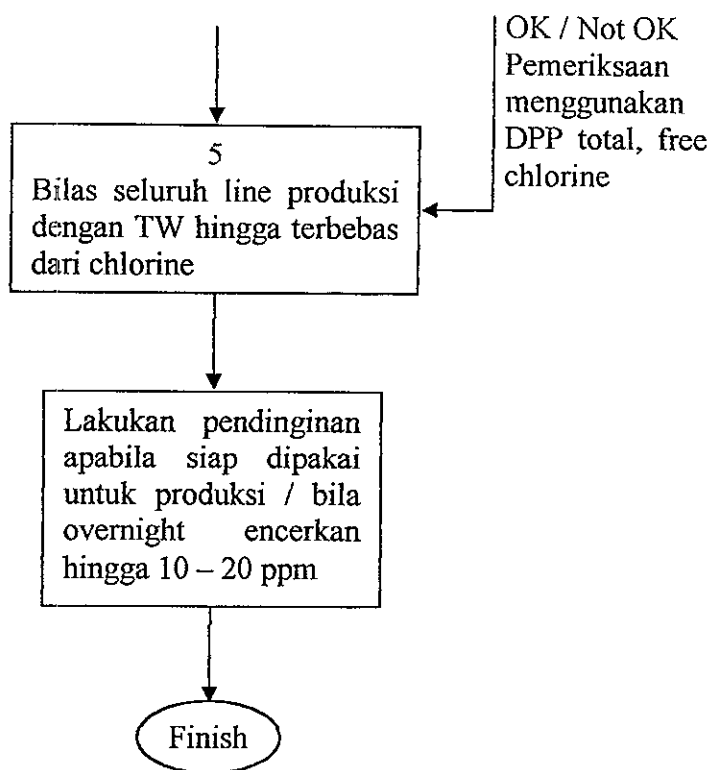 OK / Not OK
Pemeriksaan
menggunakan
DPP total, free
chlorine
5
Bilas seluruh line produksi
dengan TW hingga terbebas
dari chlorine
Lakukan pendinginan
apabila siap dipakai
untuk produksi / bila
overnight encerkan
hingga 10 – 20 ppm
Finish